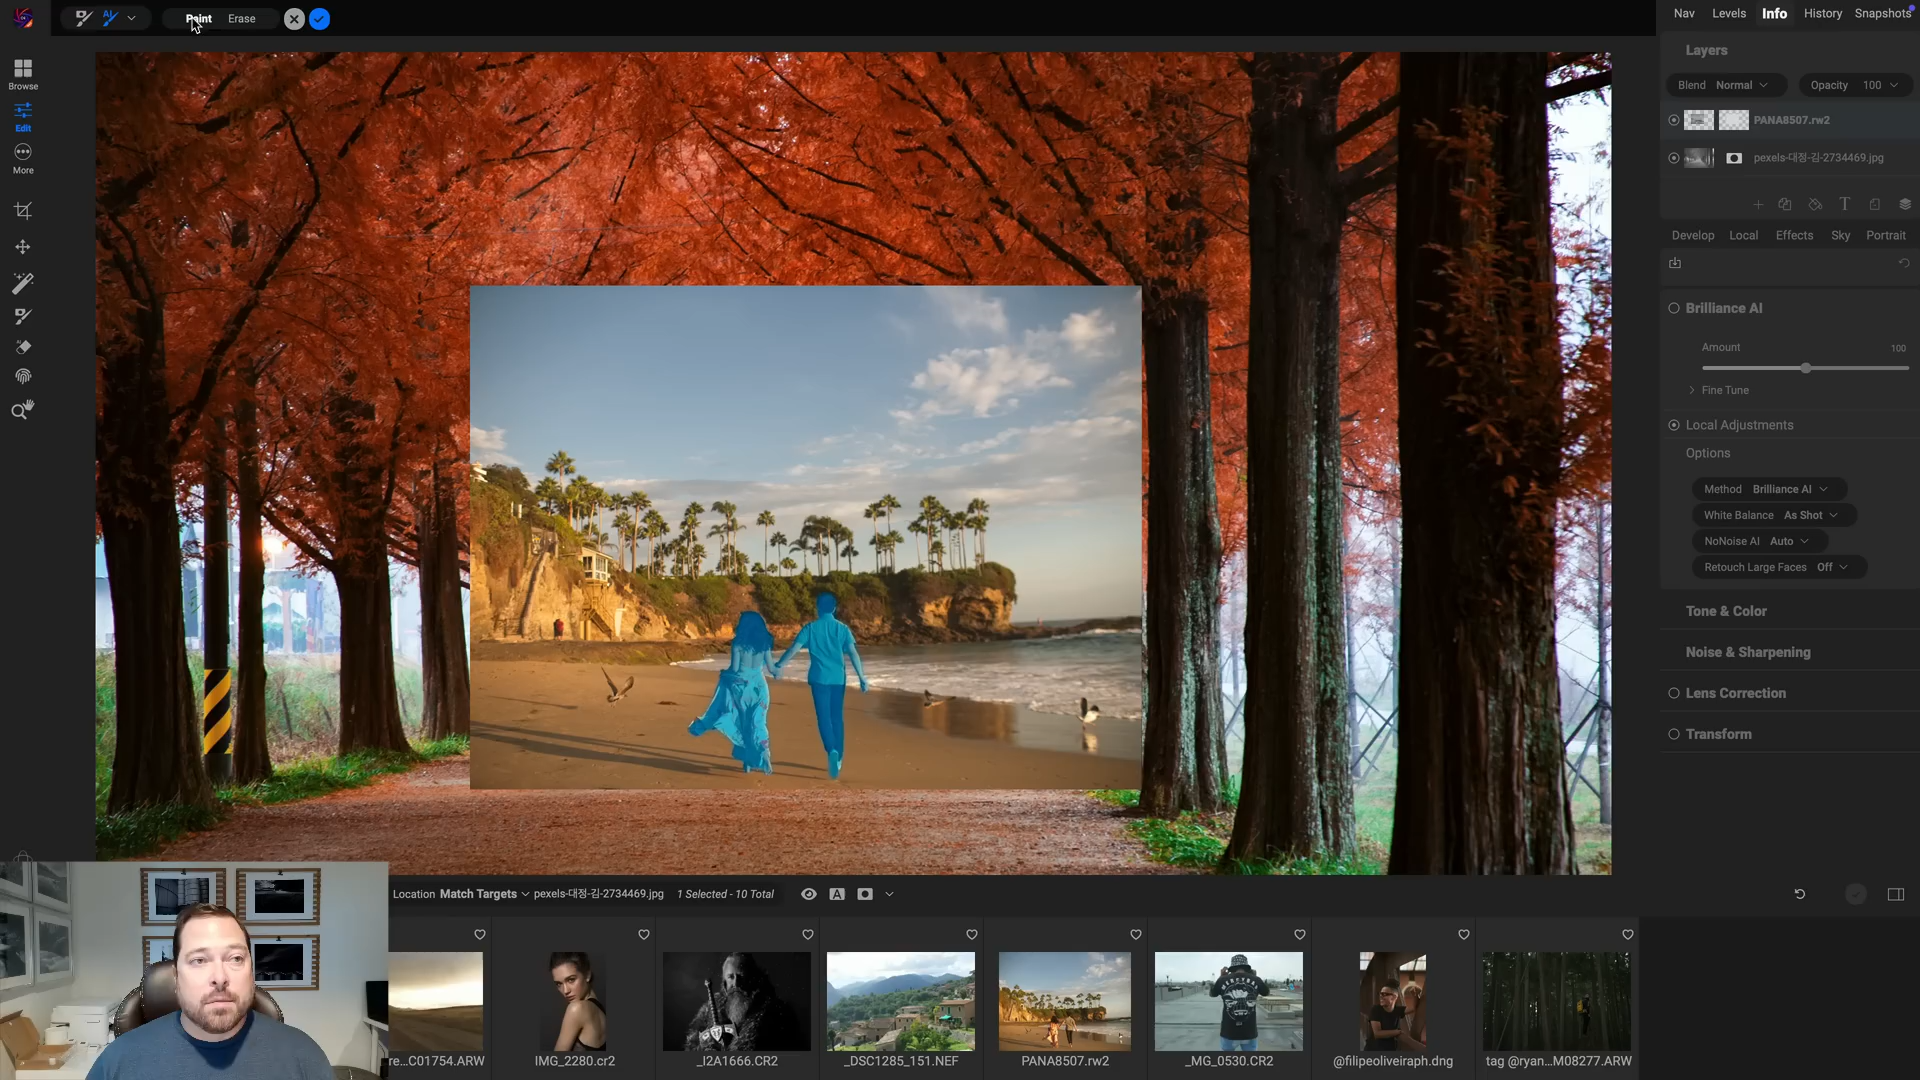 AI
Paint
Erase
Nav
Levels
Info
History
Snapshots
Browse
Edit
More
Layers
Blend Normal
Opacity 100
PANA8507.rw2
pexels-대정-김-2734469.jpg
Develop
Local
Effects
Sky
Portrait
Brilliance AI
Amount 100
Fine Tune
Local Adjustments
Options
Method Brilliance AI
White Balance As Shot
NoNoise AI Auto
Retouch Large Faces Off
Tone & Color
Noise & Sharpening
Lens Correction
Transform
Location Match Targets pexels-대정-김-2734469.jpg 1 Selected - 10 Total
A
re...C01754.ARW
IMG_2280.cr2
_I2A1666.CR2
_DSC1285_151.NEF
PANA8507.rw2
_MG_0530.CR2
@filipeoliveiraph.dng
tag @ryan...M08277.ARW